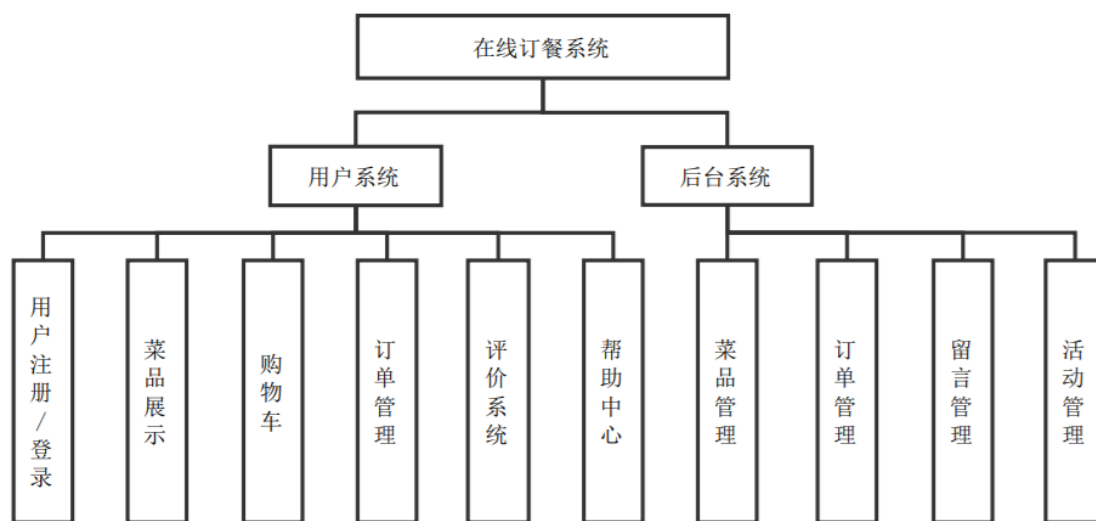 在线订餐系统
用户系统
后台系统
用户注册/登录
菜品展示
购物车
订单管理
评价系统
帮助中心
菜品管理
订单管理
留言管理
活动管理